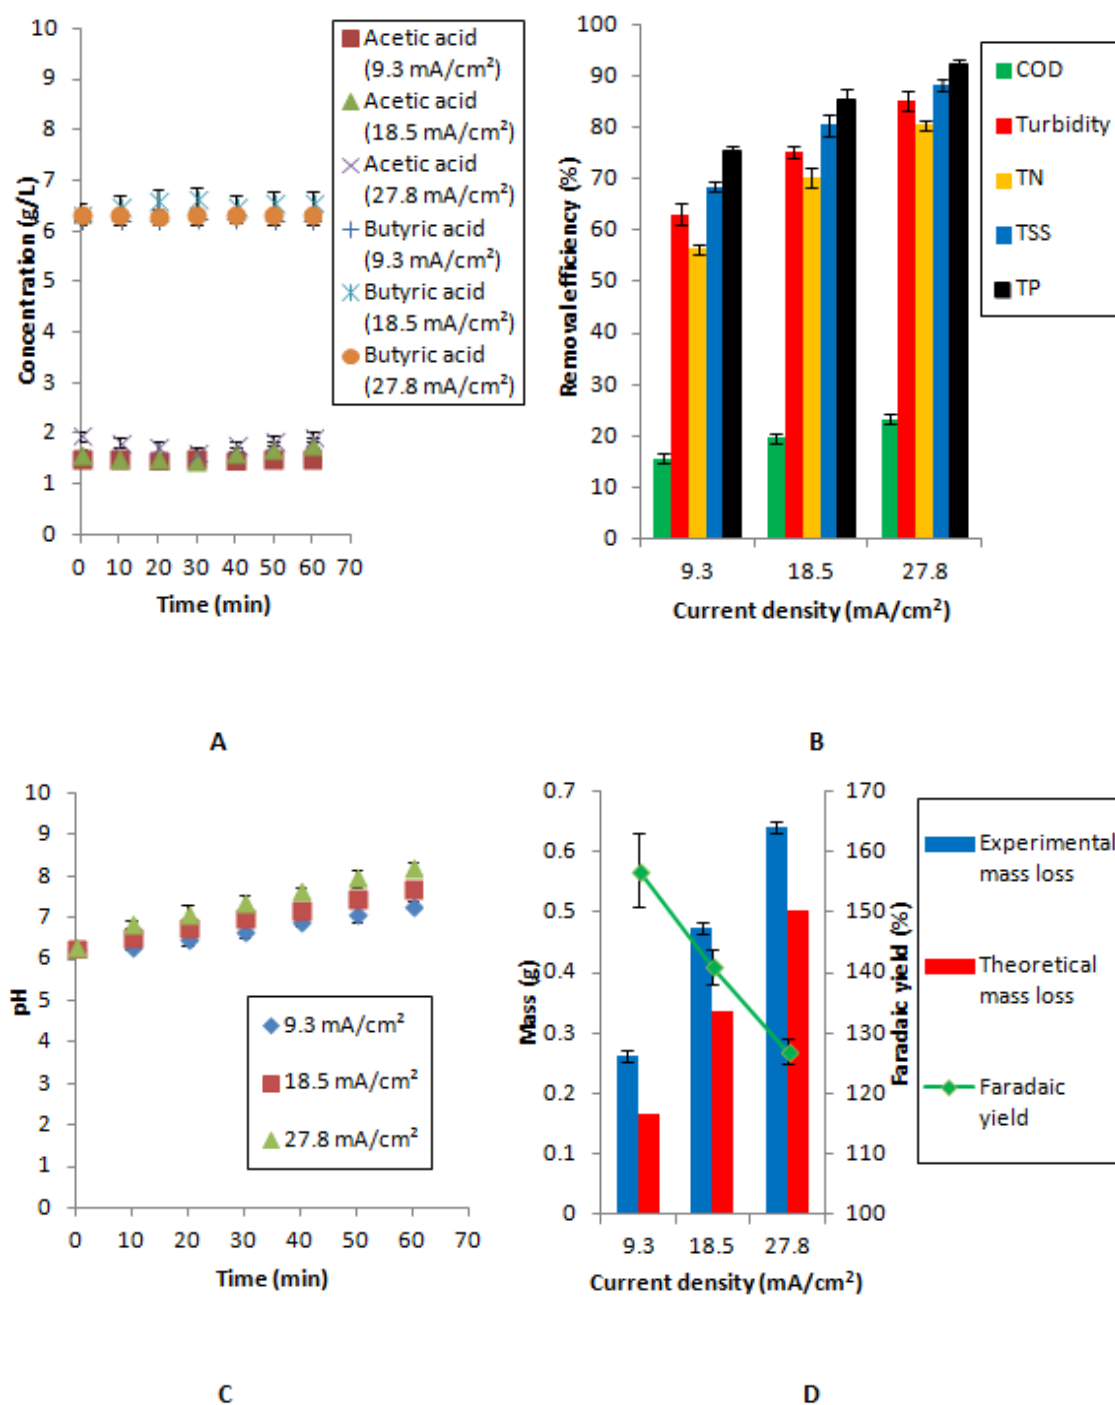 10
9
8
7
6
5
4
3
2
1
0
Concentration (g/L)
0 10 20 30 40 50 60 70
Time (min)
Acetic acid
(9.3 mA/cm²)
Acetic acid
(18.5 mA/cm²)
Acetic acid
(27.8 mA/cm²)
Butyric acid
(9.3 mA/cm²)
Butyric acid
(18.5 mA/cm²)
Butyric acid
(27.8 mA/cm²)
A
100
90
80
70
60
50
40
30
20
10
0
Removal efficiency (%)
9.3 18.5 27.8
Current density (mA/cm²)
COD
Turbidity
TN
TSS
TP
B
10
9
8
7
6
5
4
3
2
1
0
pH
0 10 20 30 40 50 60 70
Time (min)
9.3 mA/cm²
18.5 mA/cm²
27.8 mA/cm²
C
0.7
0.6
0.5
0.4
0.3
0.2
0.1
0
Mass (g)
170
160
150
140
130
120
110
100
Faradaic yield (%)
9.3 18.5 27.8
Current density (mA/cm²)
Experimental
mass loss
Theoretical
mass loss
Faradaic
yield
D